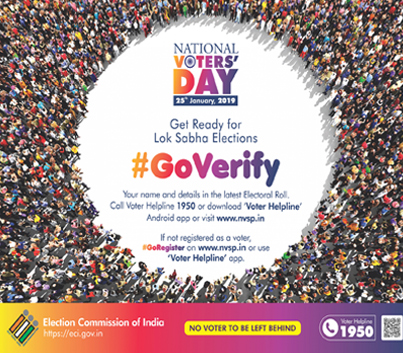 NATIONAL
VOTERS'
DAY
25th January, 2019
Get Ready for
Lok Sabha Elections
#GoVerify
Your name and details in the latest Electoral Roll.
Call Voter Helpline 1950 or download 'Voter Helpline'
Android app or visit www.nvsp.in
If not registered as a voter,
#GoRegister on www.nvsp.in or use
'Voter Helpline' app.
Election Commission of India
https://eci.gov.in
NO VOTER TO BE LEFT BEHIND
Voter Helpline
1950